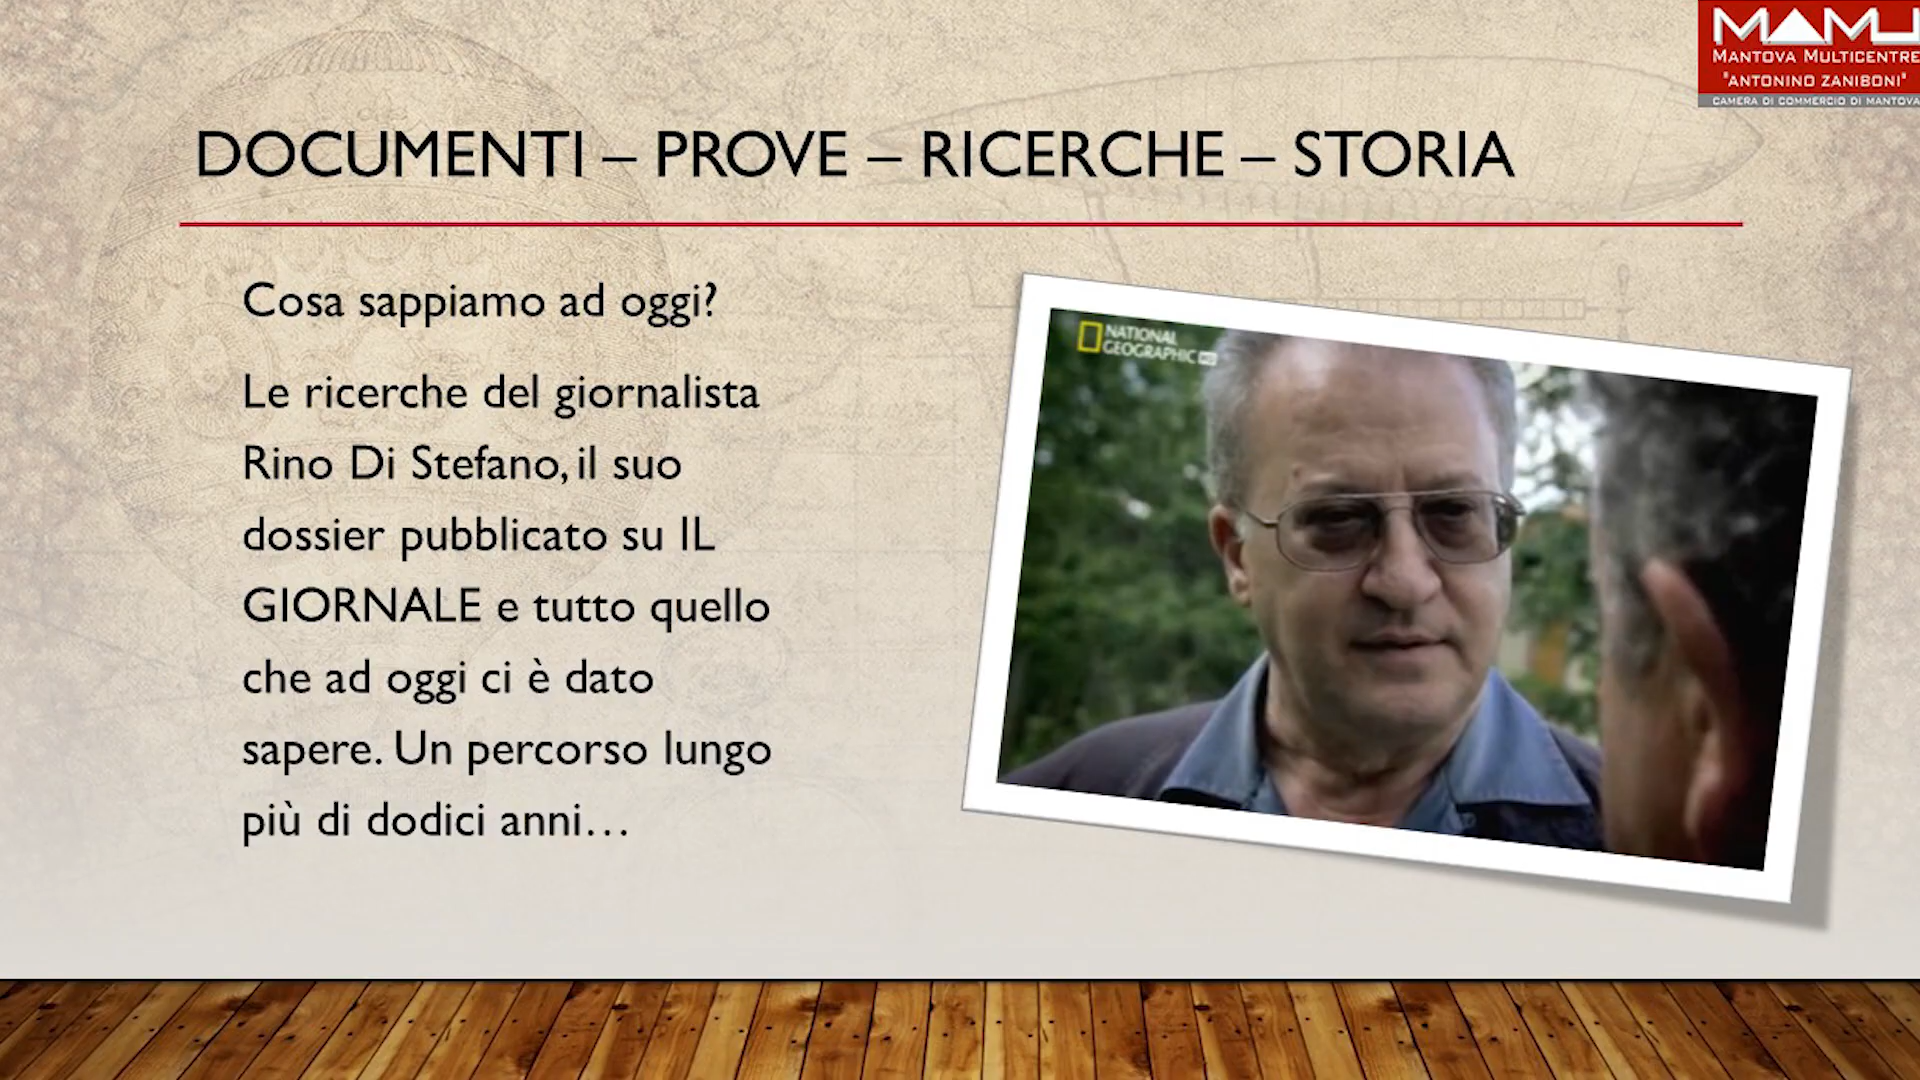 MAMU
MANTOVA MULTICENTRE
"ANTONINO ZANIBONI"
CAMERA DI COMMERCIO DI MANTOVA
DOCUMENTI – PROVE – RICERCHE – STORIA
Cosa sappiamo ad oggi?
Le ricerche del giornalista
Rino Di Stefano, il suo
dossier pubblicato su IL
GIORNALE e tutto quello
che ad oggi ci è dato
sapere. Un percorso lungo
più di dodici anni…
NATIONAL
GEOGRAPHIC HD